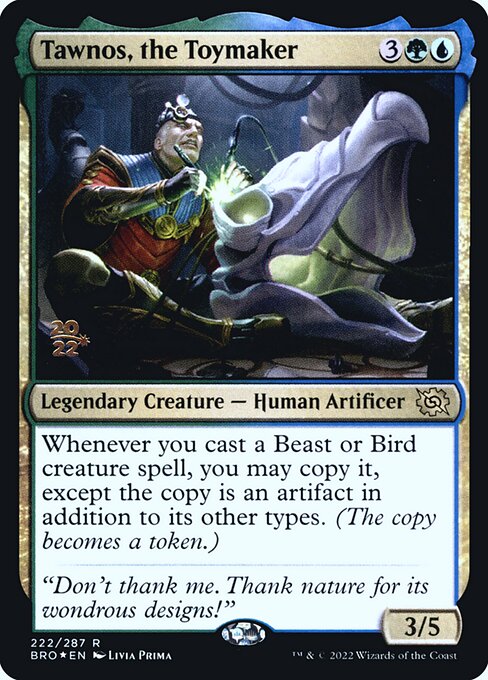 Tawnos, the Toymaker 3
20
22
Legendary Creature — Human Artificer
Whenever you cast a Beast or Bird
creature spell, you may copy it,
except the copy is an artifact in
addition to its other types. (The copy
becomes a token.)
“Don’t thank me. Thank nature for its
wondrous designs!”
3/5
222/287 R
BRO★EN Livia Prima
™ & © 2022 Wizards of the Coast